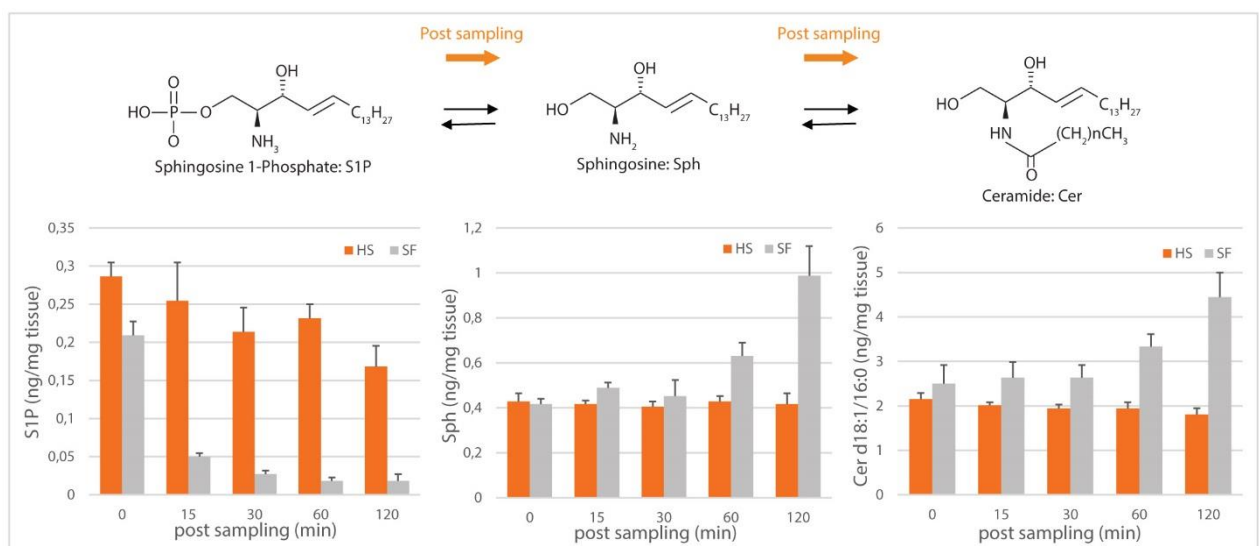 Post sampling
Post sampling
O
HO
P
O
O
OH
NH₃
C₁₃H₂₇
Sphingosine 1-Phosphate: S1P
OH
HO
NH₂
C₁₃H₂₇
Sphingosine: Sph
OH
HO
C₁₃H₂₇
HN
(CH₂)nCH₃
O
Ceramide: Cer
S1P (ng/mg tissue)
0,35
0,3
0,25
0,2
0,15
0,1
0,05
0
HS SF
0 15 30 60 120
post sampling (min)
Sph (ng/mg tissue)
1,2
1
0,8
0,6
0,4
0,2
0
HS SF
0 15 30 60 120
post sampling (min)
Cer d18:1/16:0 (ng/mg tissue)
6
5
4
3
2
1
0
HS SF
0 15 30 60 120
post sampling (min)